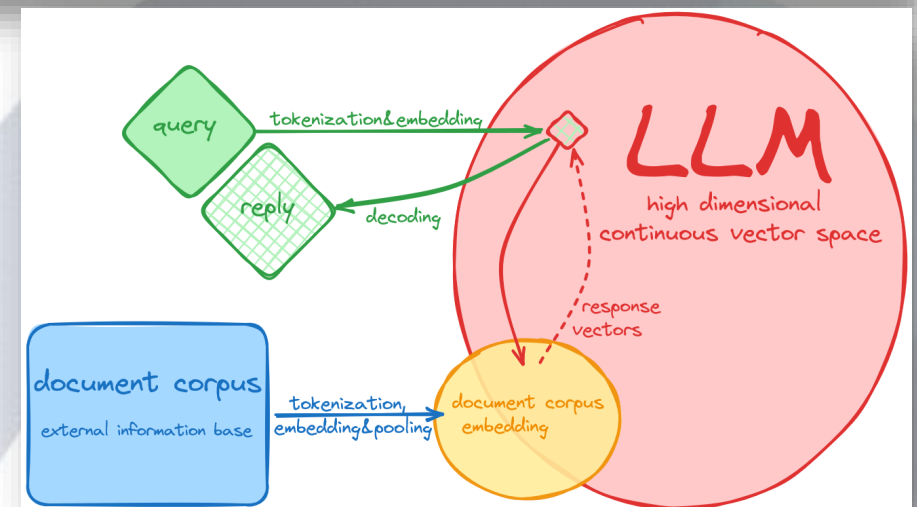 query
tokenization&embedding
reply
decoding
LLM
high dimensional
continuous vector space
response
vectors
document corpus
external information base
tokenization,
embedding&pooling
document corpus
embedding